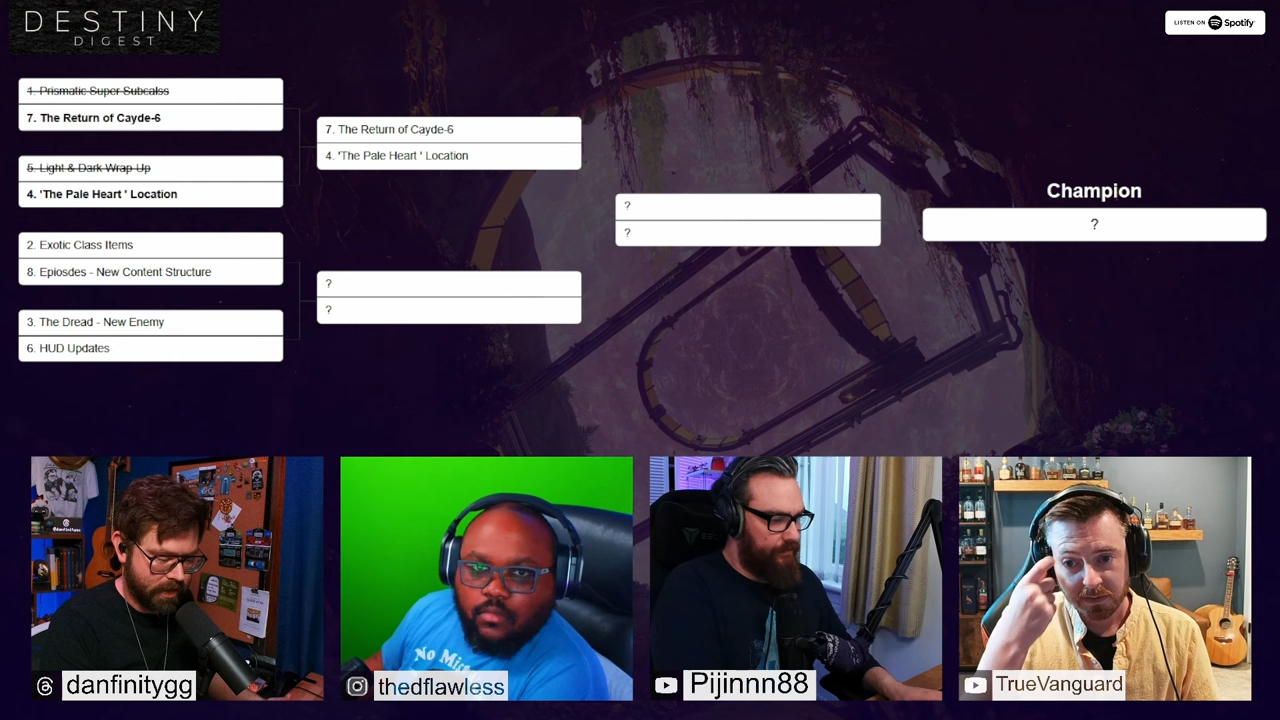 DESTINY
DIGEST
LISTEN ON Spotify
1. Prismatic Super Subcalss
7. The Return of Cayde-6
5. Light & Dark Wrap Up
4. 'The Pale Heart ' Location
2. Exotic Class Items
8. Epiosdes - New Content Structure
3. The Dread - New Enemy
6. HUD Updates
7. The Return of Cayde-6
4. 'The Pale Heart ' Location
?
?
?
?
Champion
?
No
danfinitygg
thedflawless
Pijinnn88
TrueVanguard